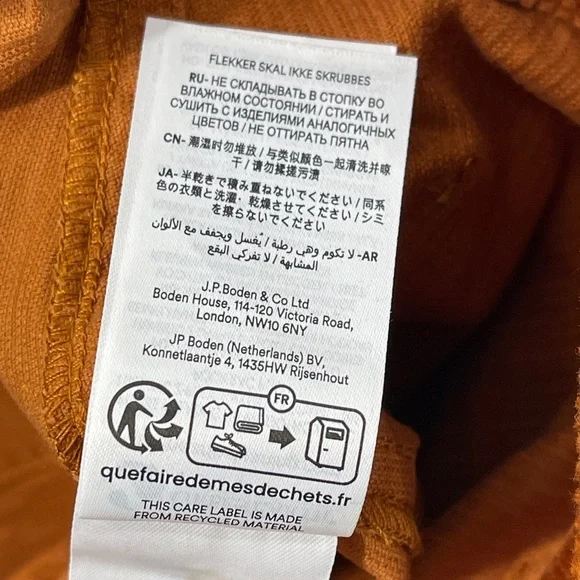 FLEKKER SKAL IKKE SKRUBBES
RU- НЕ СКЛАДЫВАТЬ В СТОПКУ ВО
ВЛАЖНОМ СОСТОЯНИИ / СТИРАТЬ И
СУШИТЬ С ИЗДЕЛИЯМИ АНАЛОГИЧНЫХ
ЦВЕТОВ / НЕ ОТТИРАТЬ ПЯТНА
CN- 潮湿时勿堆放 / 与类似颜色一起清洗并晾
干 / 请勿揉搓污渍
JA- 半乾きで積み重ねないでください / 同系
色の衣類と洗濯・乾燥させてください / シミ
を擦らないでください
AR- لا تكوم وهي رطبة / يُغسل ويجفف مع الألوان
المشابهة / لا تفركي البقع
J.P.Boden & Co Ltd
Boden House, 114-120 Victoria Road,
London, NW10 6NY
JP Boden (Netherlands) BV,
Konnetlaantje 4, 1435HW Rijsenhout
FR
quefairedemesdechets.fr
THIS CARE LABEL IS MADE
FROM RECYCLED MATERIAL